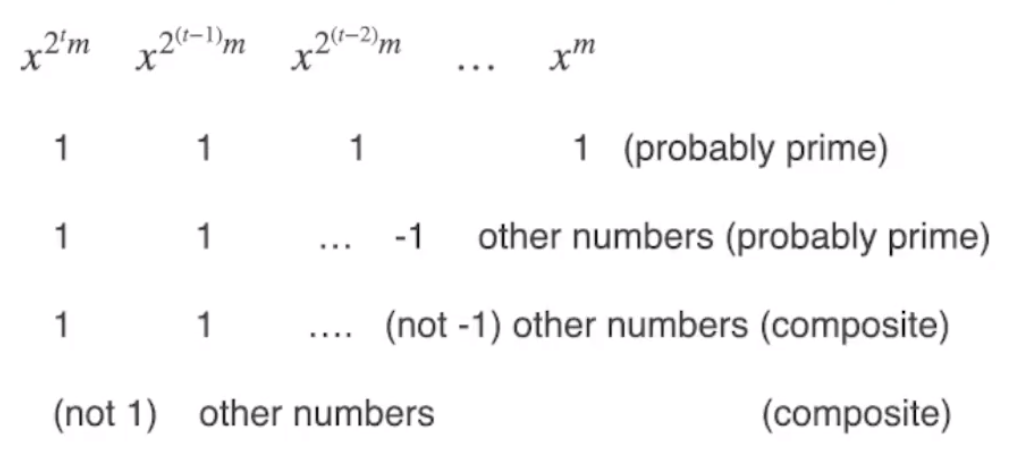 x^{2^t m} x^{2^{(t-1)} m} x^{2^{(t-2)} m} … x^m
1 1 1 1 (probably prime)
1 1 … -1 other numbers (probably prime)
1 1 …. (not -1) other numbers (composite)
(not 1) other numbers (composite)